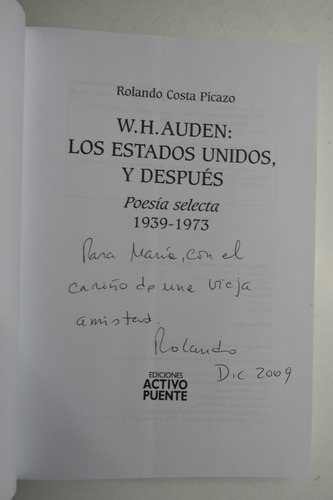 Rolando Costa Picazo
W.H. AUDEN:
LOS ESTADOS UNIDOS,
Y DESPUÉS
Poesía selecta
1939-1973
Para María, con el
cariño de una vieja
amistad.
Rolando
Dic 2009
EDICIONES
ACTIVO
PUENTE